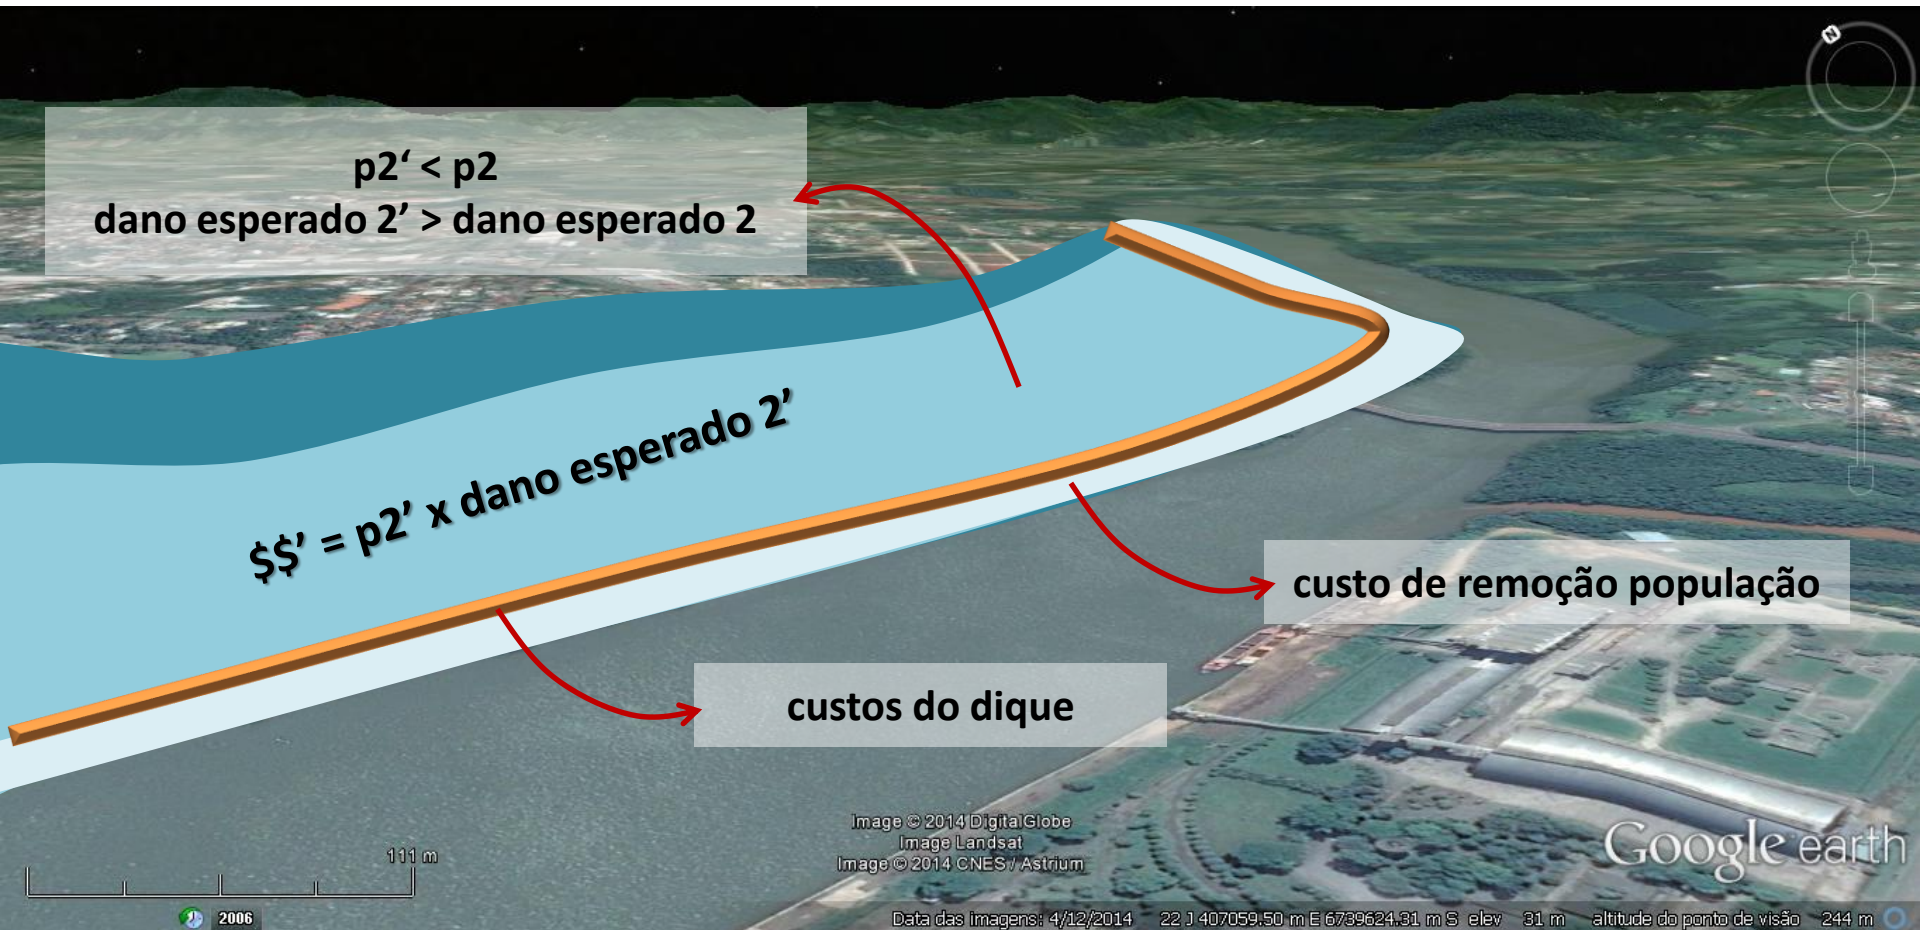 N
p2‘ < p2
dano esperado 2’ > dano esperado 2
$$’ = p2’ x dano esperado 2’
custo de remoção população
custos do dique
111 m
Image © 2014 DigitalGlobe
Image Landsat
Image © 2014 CNES / Astrium
Google earth
2006
Data das imagens: 4/12/2014 22 J 407059.50 m E 6739624.31 m S elev 31 m altitude do ponto de visão 244 m